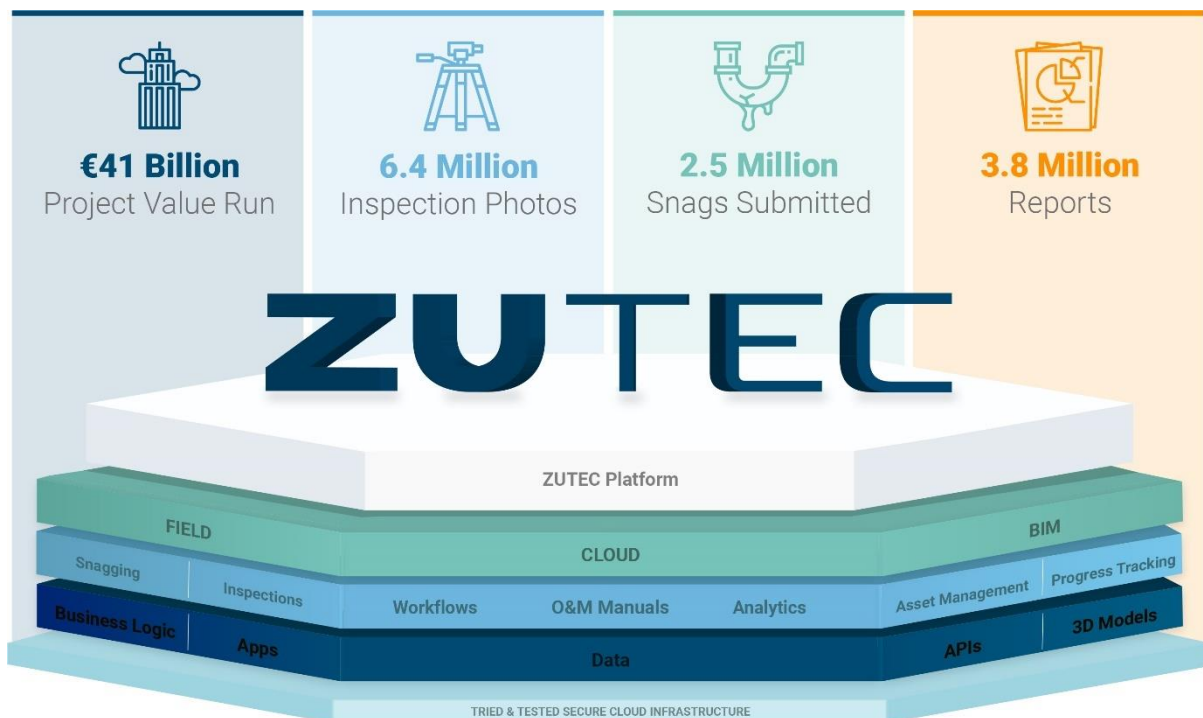 €41 Billion
Project Value Run
6.4 Million
Inspection Photos
2.5 Million
Snags Submitted
3.8 Million
Reports
ZUTEC
ZUTEC Platform
FIELD
CLOUD
BIM
Snagging
Inspections
Workflows
O&M Manuals
Analytics
Asset Management
Progress Tracking
Business Logic
Apps
Data
APIs
3D Models
TRIED & TESTED SECURE CLOUD INFRASTRUCTURE